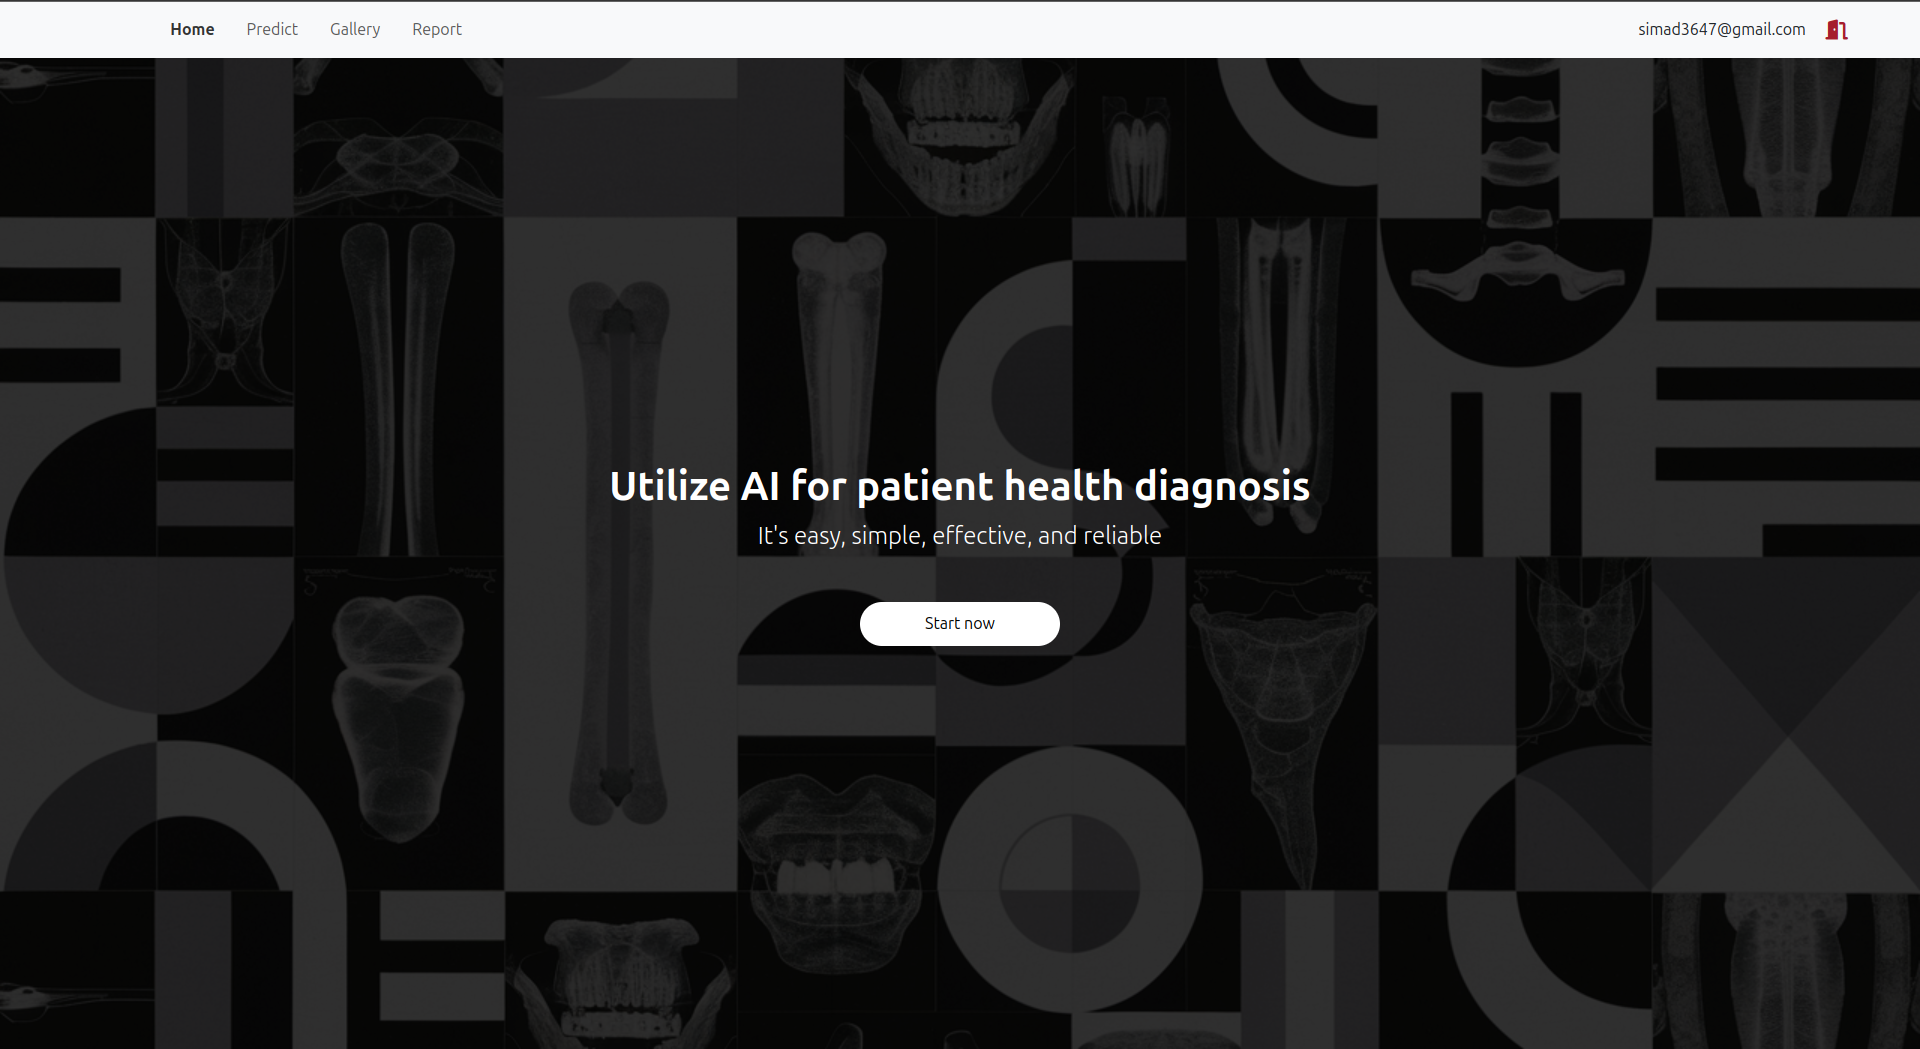 Home Predict Gallery Report simad3647@gmail.com
Utilize AI for patient health diagnosis
It's easy, simple, effective, and reliable
Start now